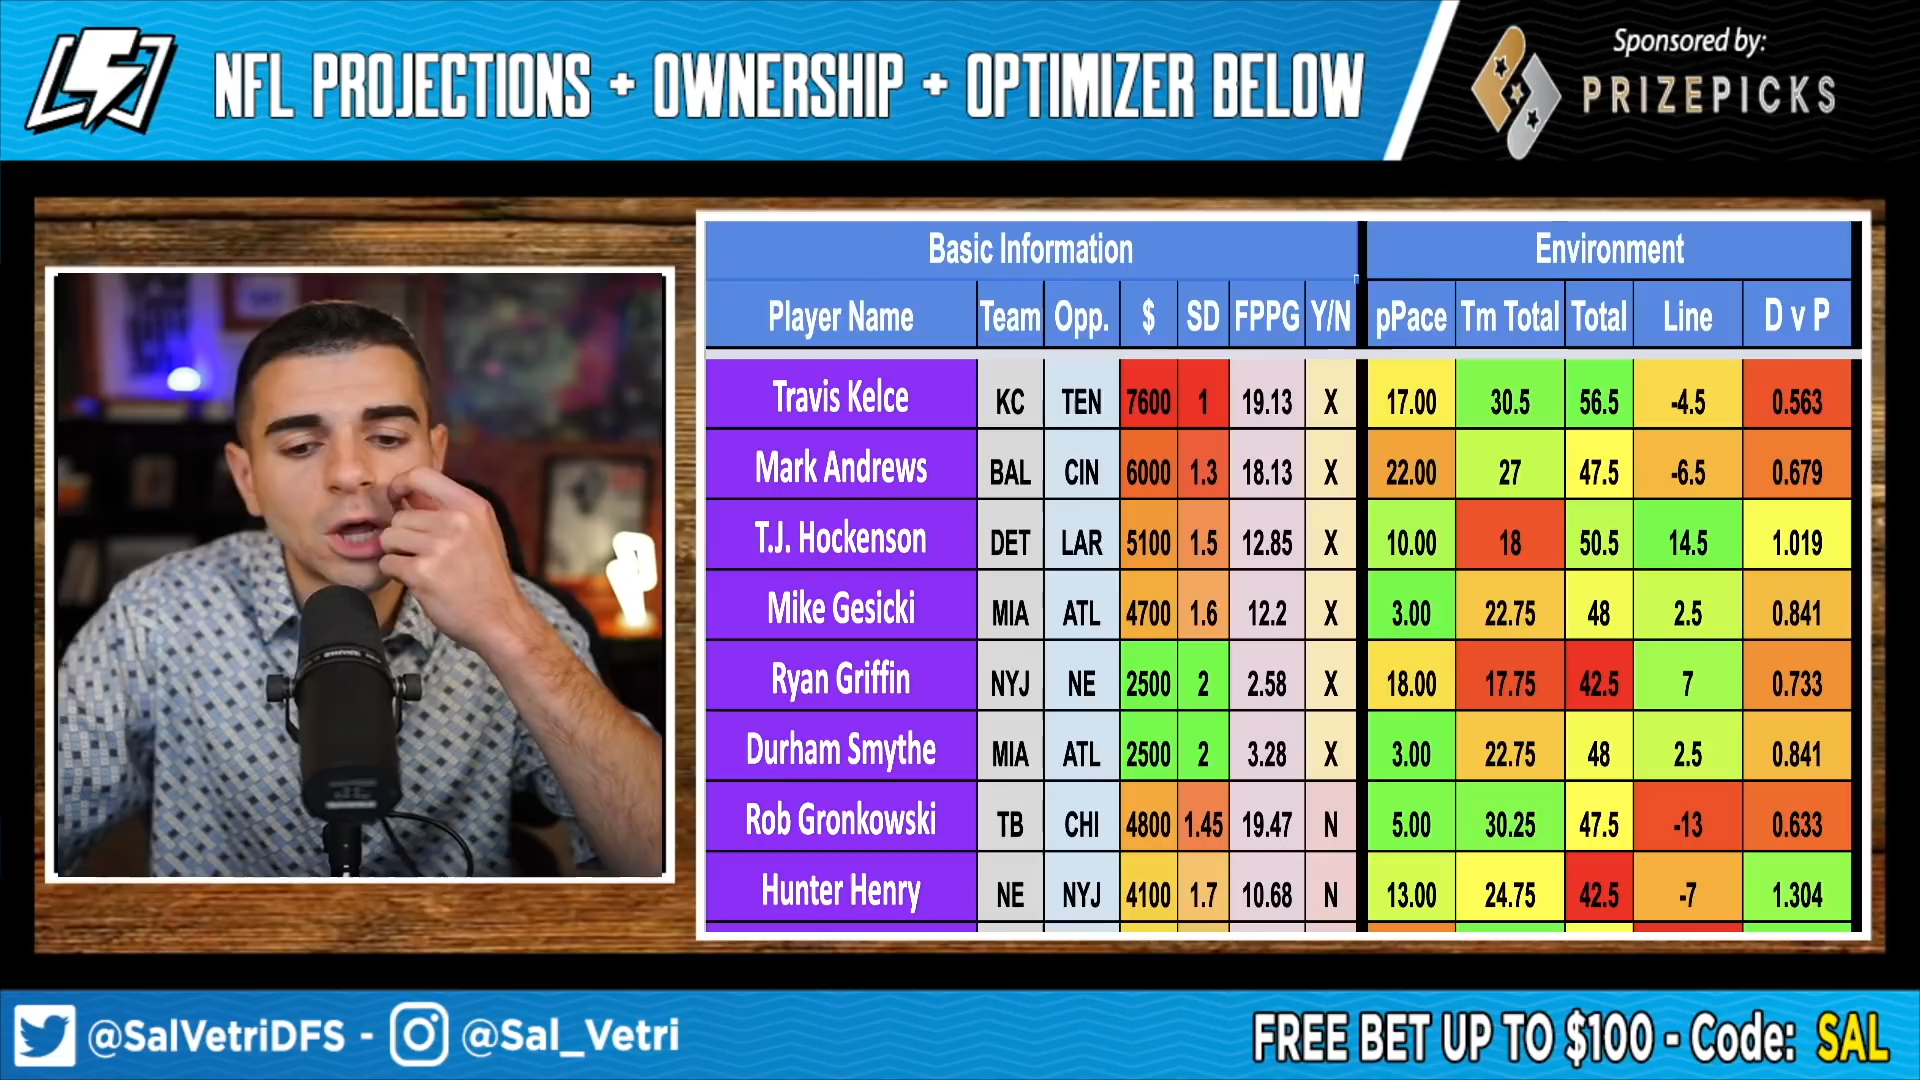 NFL PROJECTIONS + OWNERSHIP + OPTIMIZER BELOW
Sponsored by:
PRIZEPICKS
Basic Information Environment
Player Name Team Opp. $ SD FPPG Y/N pPace Tm Total Total Line D v P
Travis Kelce KC TEN 7600 1 19.13 X 17.00 30.5 56.5 -4.5 0.563
Mark Andrews BAL CIN 6000 1.3 18.13 X 22.00 27 47.5 -6.5 0.679
T.J. Hockenson DET LAR 5100 1.5 12.85 X 10.00 18 50.5 14.5 1.019
Mike Gesicki MIA ATL 4700 1.6 12.2 X 3.00 22.75 48 2.5 0.841
Ryan Griffin NYJ NE 2500 2 2.58 X 18.00 17.75 42.5 7 0.733
Durham Smythe MIA ATL 2500 2 3.28 X 3.00 22.75 48 2.5 0.841
Rob Gronkowski TB CHI 4800 1.45 19.47 N 5.00 30.25 47.5 -13 0.633
Hunter Henry NE NYJ 4100 1.7 10.68 N 13.00 24.75 42.5 -7 1.304
@SalVetriDFS - @Sal_Vetri
FREE BET UP TO $100 - Code: SAL